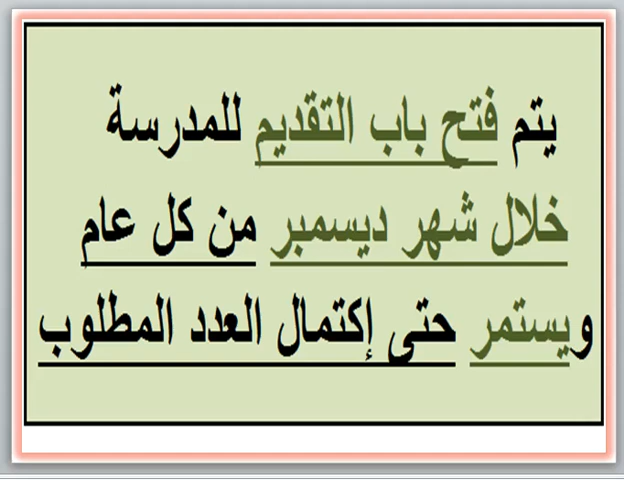 يتم فتح باب التقديم للمدرسة
خلال شهر ديسمبر من كل عام
ويستمر حتى إكتمال العدد المطلوب